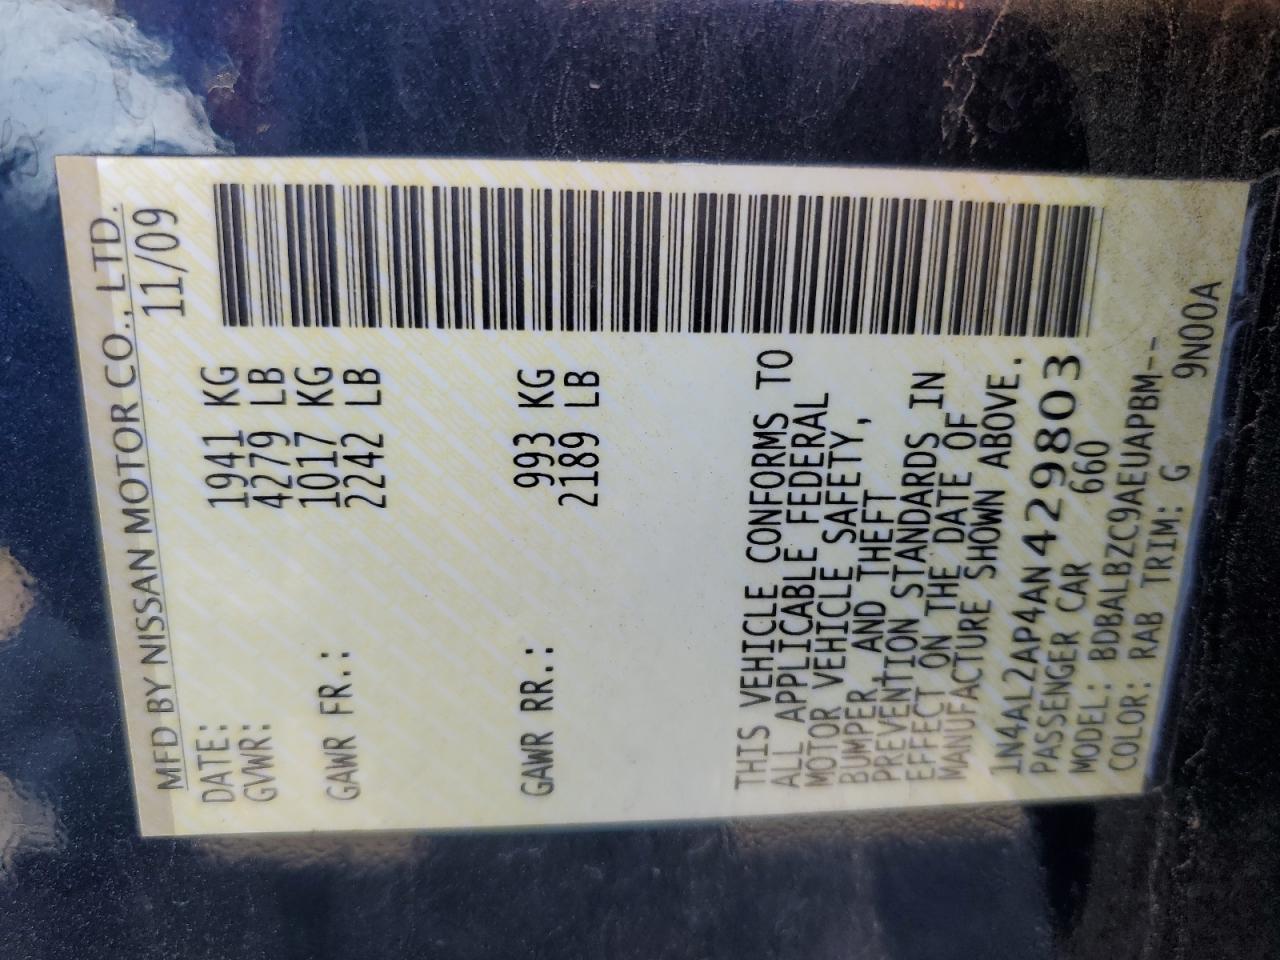 MFD BY NISSAN MOTOR CO., LTD.
DATE: 11/09
GVWR: 1941 KG
4279 LB
GAWR FR.: 1017 KG
2242 LB
GAWR RR.: 993 KG
2189 LB
THIS VEHICLE CONFORMS TO
ALL APPLICABLE FEDERAL
MOTOR VEHICLE SAFETY,
BUMPER, AND THEFT
PREVENTION STANDARDS IN
EFFECT ON THE DATE OF
MANUFACTURE SHOWN ABOVE.
1N4AL2AP4AN429803
PASSENGER CAR 660
MODEL: BDBALBZC9AEUAPBM--
COLOR: RAB TRIM: G 9N00A